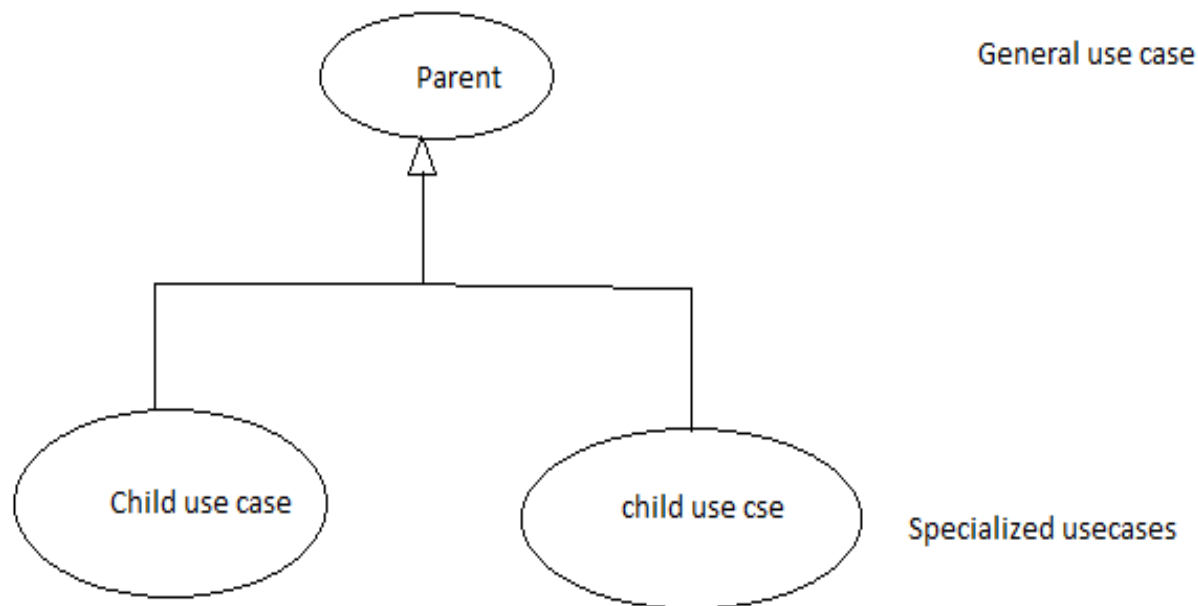 General use case
Parent
Child use case
child use cse
Specialized usecases